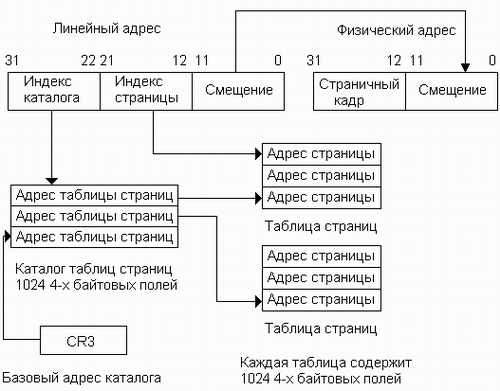 Линейный адрес
Физический адрес
31 22 21 12 11 0
31 12 11 0
Индекс каталога
Индекс страницы
Смещение
Страничный кадр
Смещение
Адрес страницы
Адрес страницы
Адрес страницы
Таблица страниц
Адрес таблицы страниц
Адрес таблицы страниц
Адрес таблицы страниц
Каталог таблиц страниц
1024 4-х байтовых полей
Адрес страницы
Адрес страницы
Адрес страницы
Таблица страниц
CR3
Базовый адрес каталога
Каждая таблица содержит
1024 4-х байтовых полей